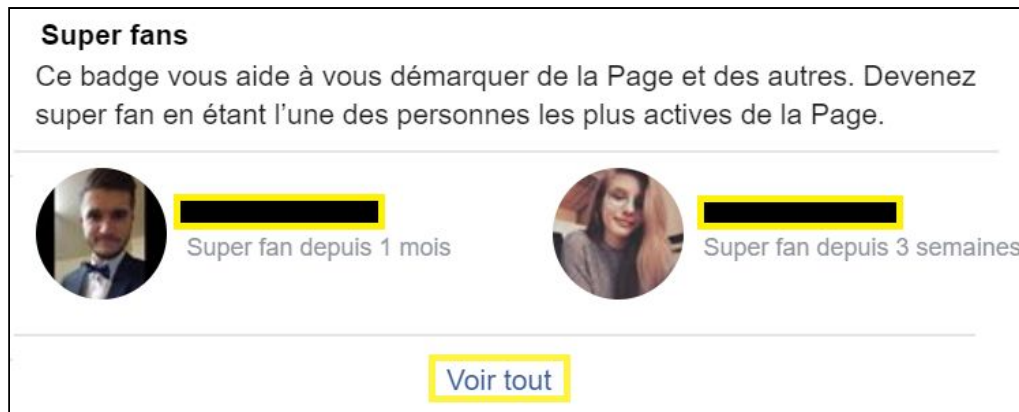 Super fans
Ce badge vous aide à vous démarquer de la Page et des autres. Devenez
super fan en étant l’une des personnes les plus actives de la Page.
Super fan depuis 1 mois
Super fan depuis 3 semaines
Voir tout